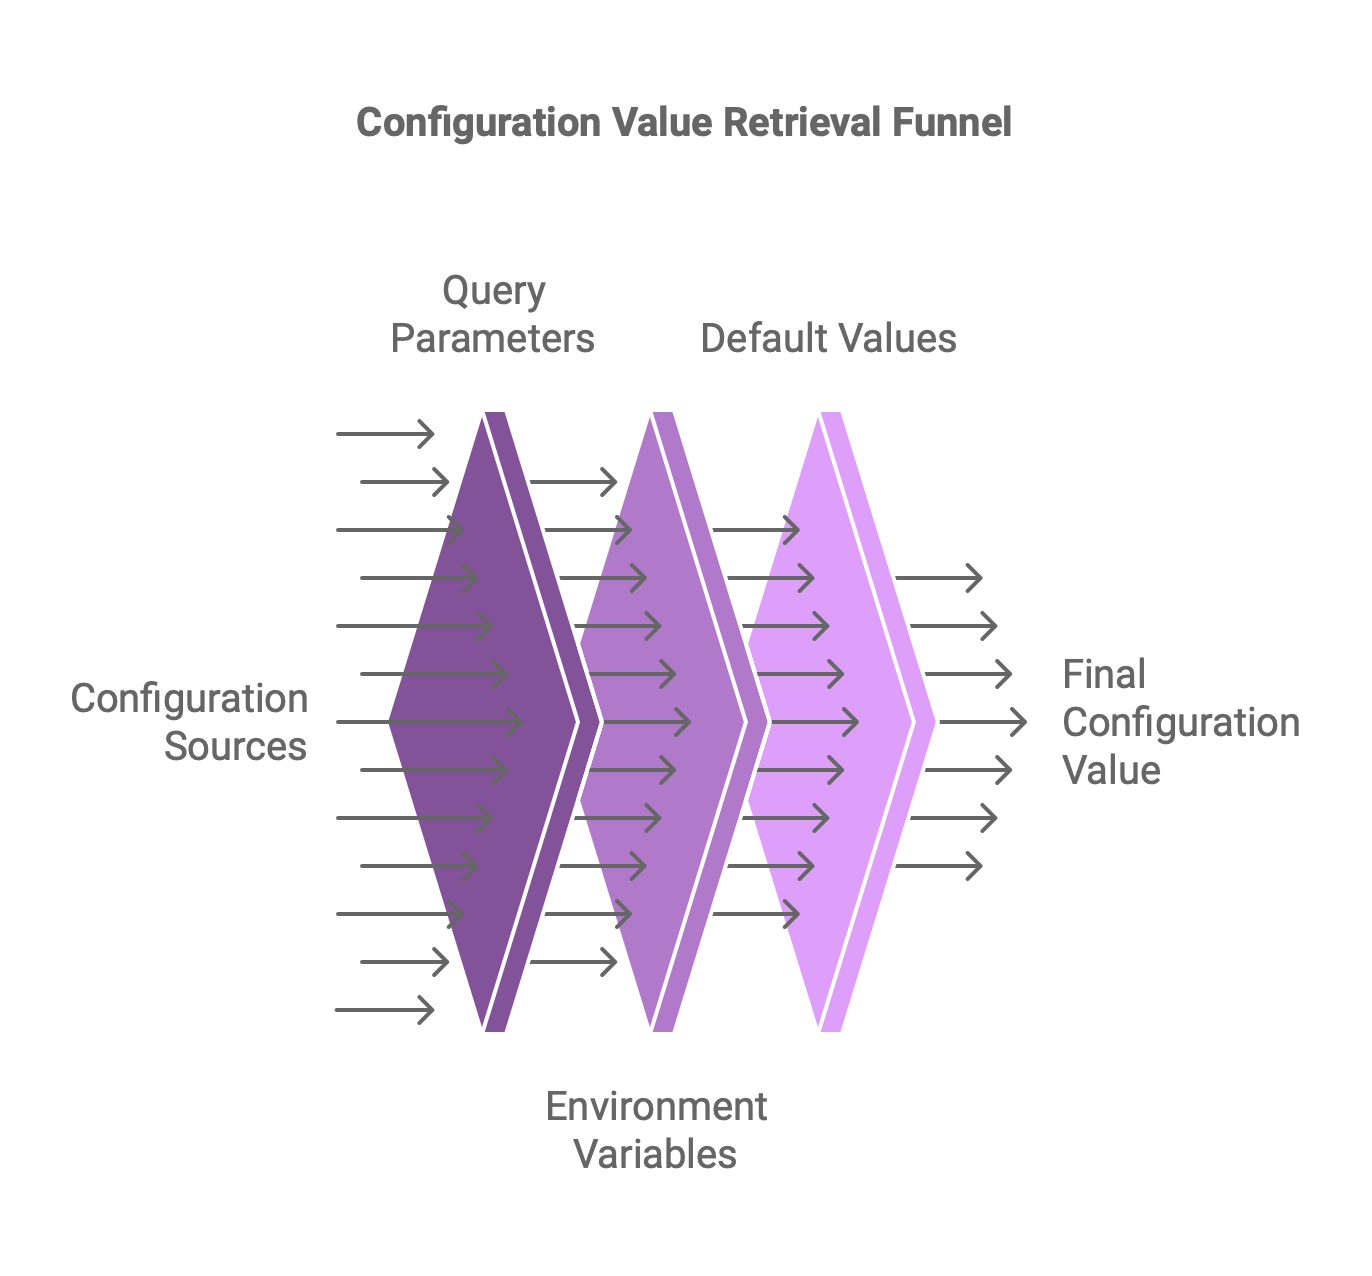 Configuration Value Retrieval Funnel
Query
Parameters
Default Values
Configuration
Sources
Final
Configuration
Value
Environment
Variables